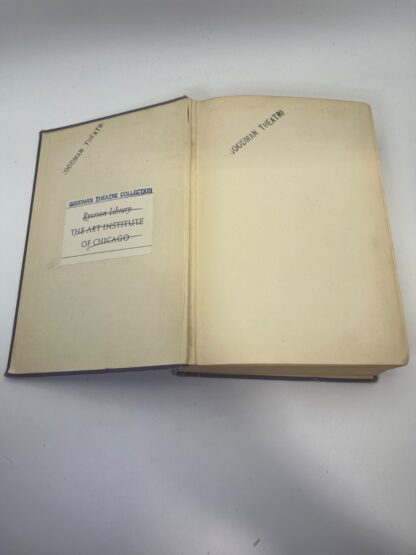 GOODMAN THEATRE
GOODMAN THEATRE COLLECTION
Ryerson Library
THE ART INSTITUTE
OF CHICAGO
GOODMAN THEATRE